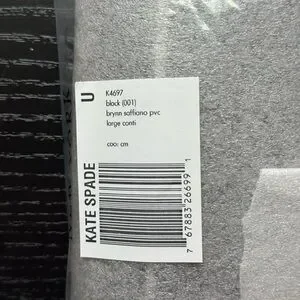 U
K4697
black (001)
brynn saffiano pvc
large conti
coo: cm
KATE SPADE
7 67883 26699 1